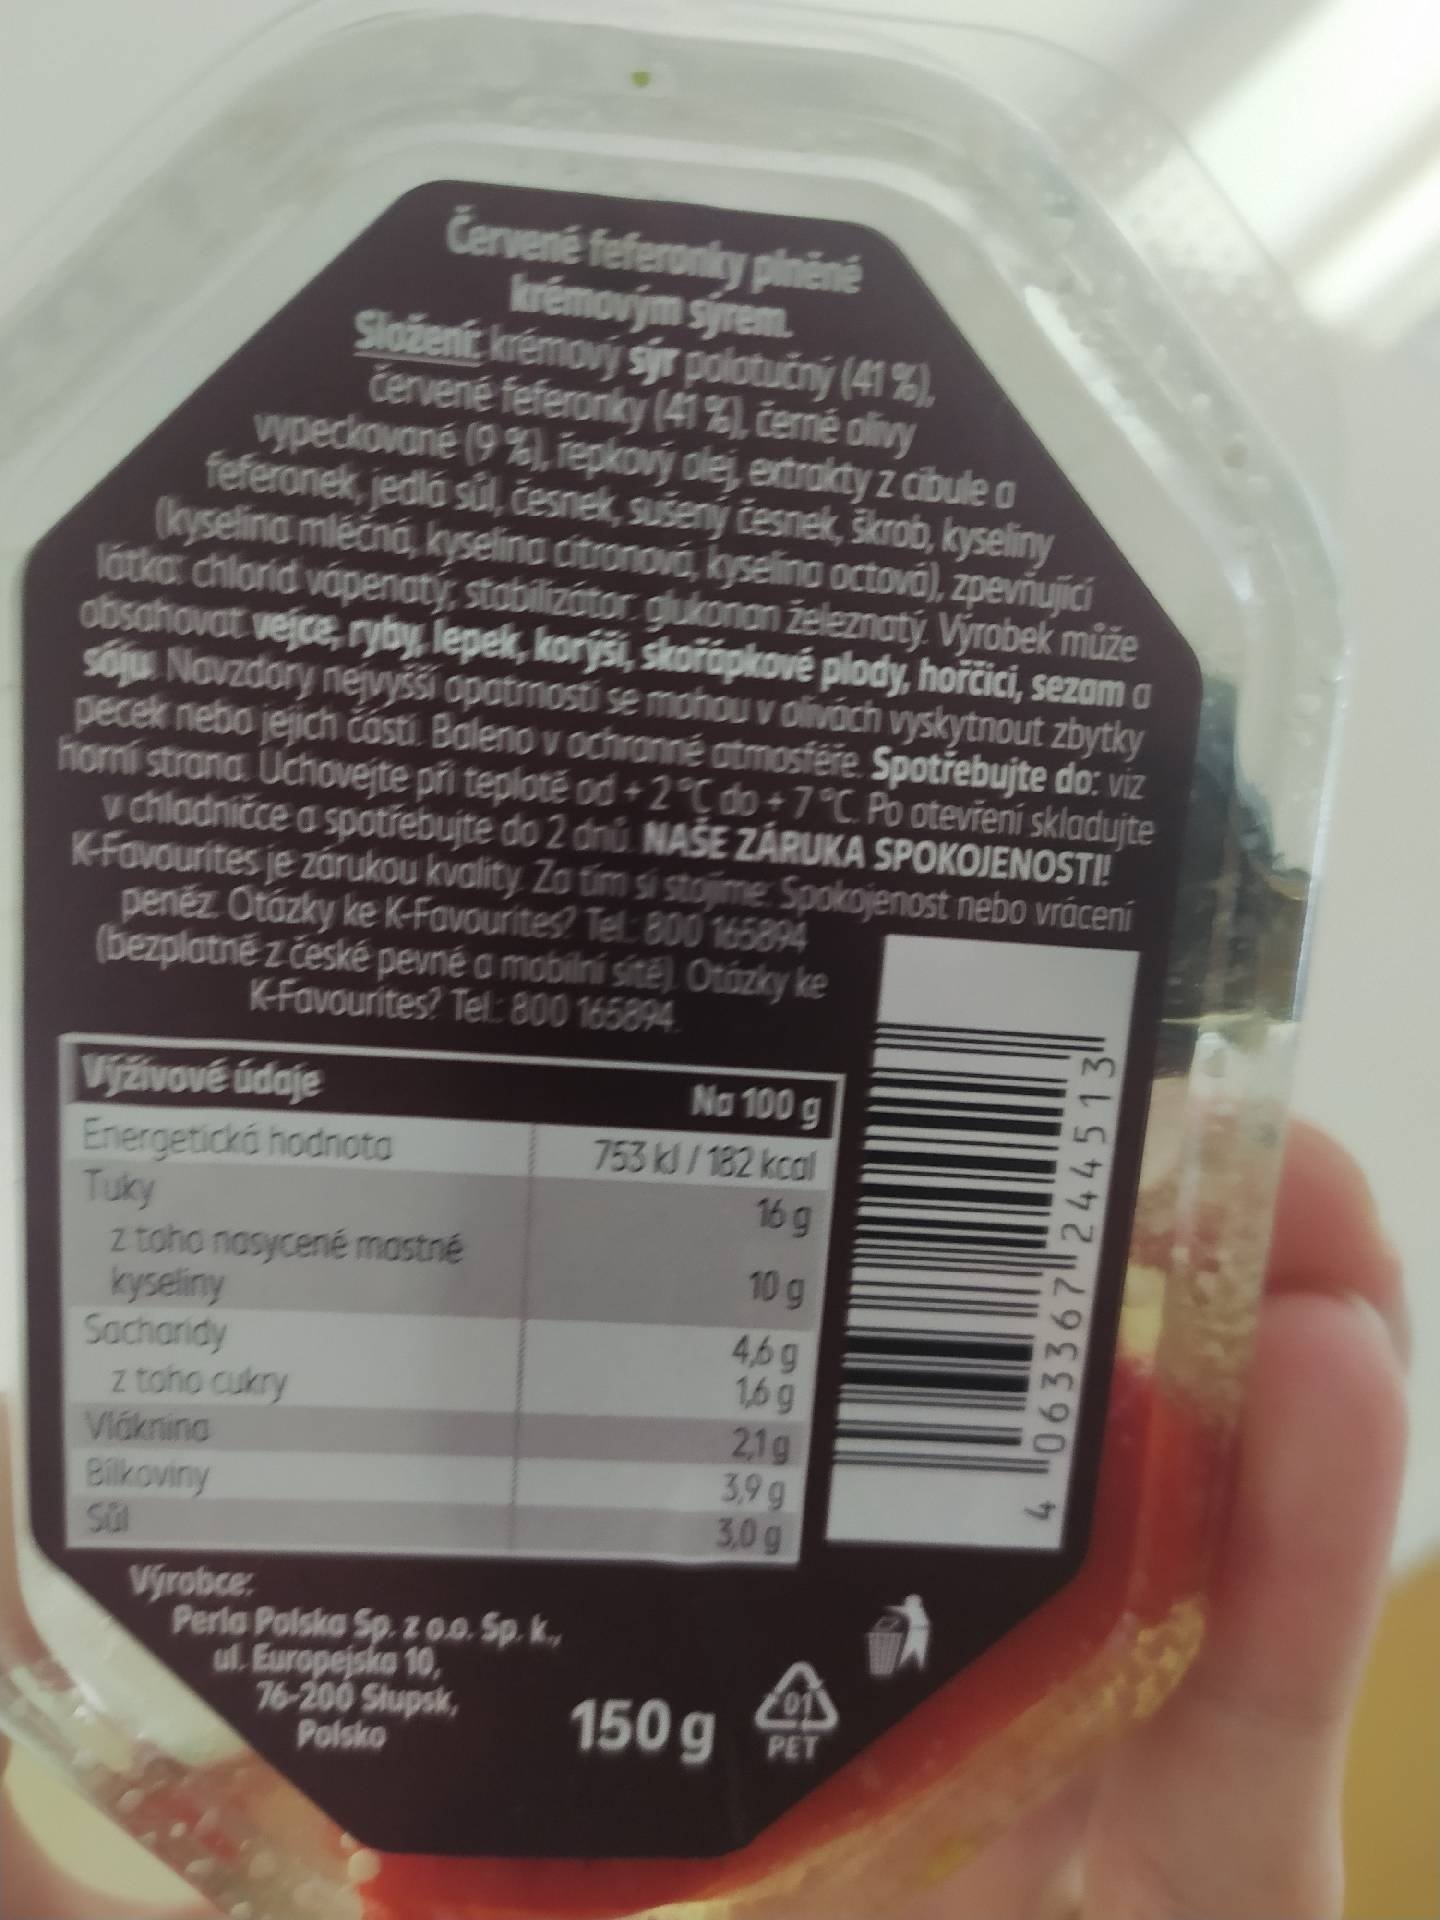 Červené feferonky plněné
krémovým sýrem.
Složení: krémový sýr polotučný (41 %),
červené feferonky (41 %), černé olivy
vypeckované (9 %), řepkový olej, extrakty z cibule a
feferonek, jedlá sůl, česnek, sušený česnek, škrob, kyseliny
(kyselina mléčná, kyselina citronová, kyselina octová), zpevňující
látka: chlorid vápenatý, stabilizátor: glukonan železnatý. Výrobek může
obsahovat vejce, ryby, lepek, korýši, skořápkové plody, hořčici, sezam a
sóju. Navzdory nejvyšší opatrnosti se mohou v olivách vyskytnout zbytky
pecek nebo jejich částí. Baleno v ochranné atmosféře. Spotřebujte do: viz
horní strana. Uchovejte při teplotě od + 2 °C do + 7 °C. Po otevření skladujte
v chladničce a spotřebujte do 2 dnů. NAŠE ZÁRUKA SPOKOJENOSTI!
K-Favourites je zárukou kvality. Za tím si stojíme: Spokojenost nebo vrácení
peněz. Otázky ke K-Favourites? Tel.: 800 165894
(bezplatně z české pevné a mobilní sítě). Otázky ke
K-Favourites? Tel.: 800 165894.
Výživové údaje Na 100 g
Energetická hodnota 753 kJ / 182 kcal
Tuky 16 g
z toho nasycené mastné
kyseliny 10 g
Sacharidy 4,6 g
z toho cukry 1,6 g
Vláknina 2,1 g
Bílkoviny 3,9 g
Sůl 3,0 g
4 063367 244513
Výrobce:
Perla Polska Sp. z o.o. Sp. k.,
ul. Europejska 10,
76-200 Słupsk,
Polsko
150 g
01
PET